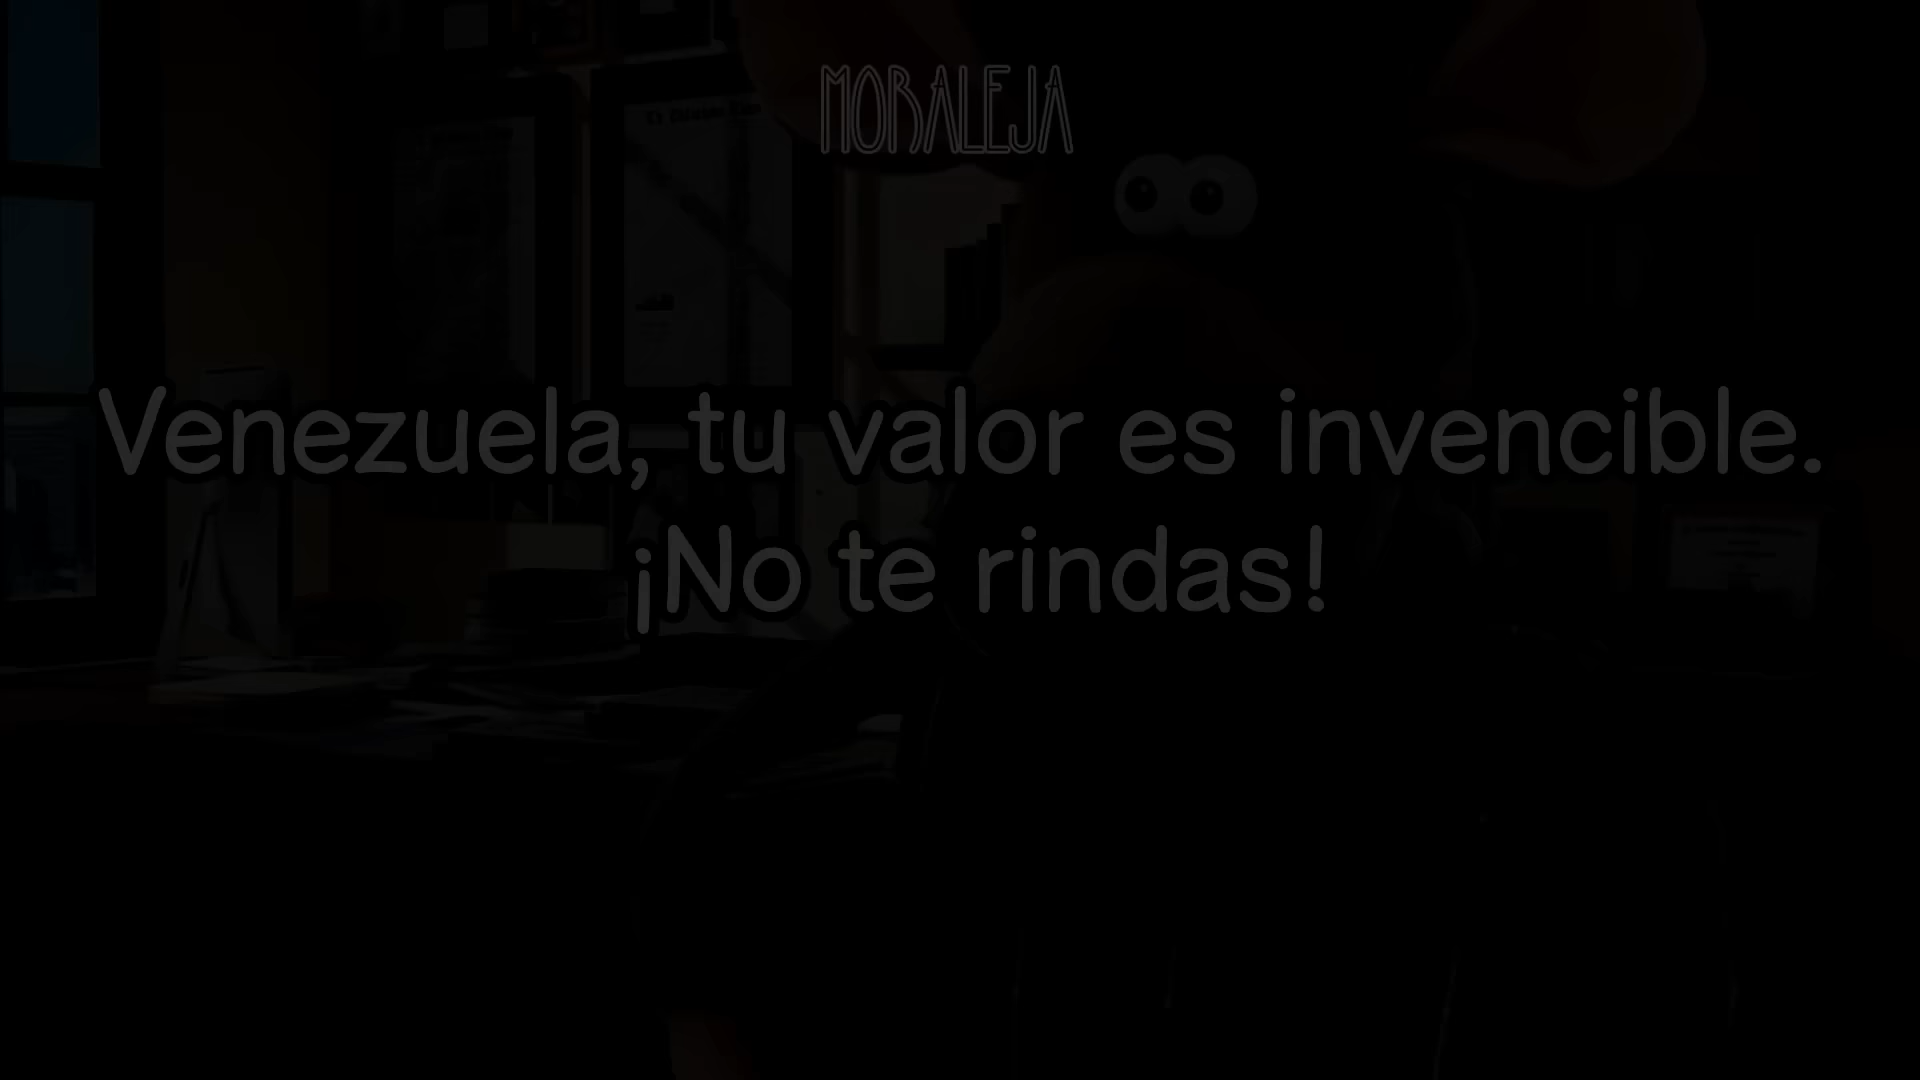 MORALEJA
Venezuela, tu valor es invencible.
¡No te rindas!